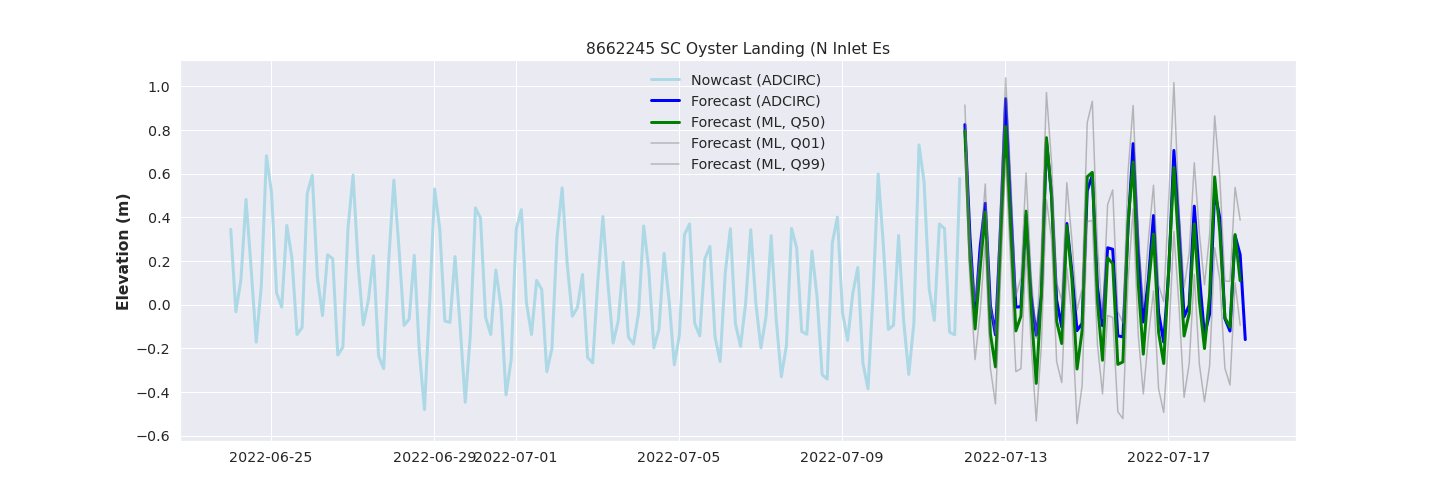 8662245 SC Oyster Landing (N Inlet Es
Nowcast (ADCIRC)
Forecast (ADCIRC)
Forecast (ML, Q50)
Forecast (ML, Q01)
Forecast (ML, Q99)
Elevation (m)
1.0
0.8
0.6
0.4
0.2
0.0
−0.2
−0.4
−0.6
2022-06-25 2022-06-29 2022-07-01 2022-07-05 2022-07-09 2022-07-13 2022-07-17